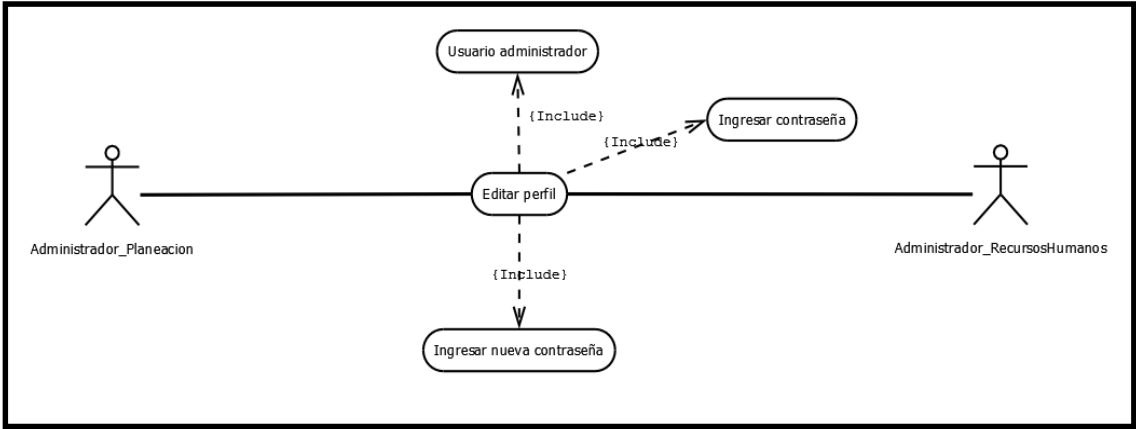 Usuario administrador
{Include}
Ingresar contraseña
{Include}
Editar perfil
Administrador_Planeacion
Administrador_RecursosHumanos
{Include}
Ingresar nueva contraseña